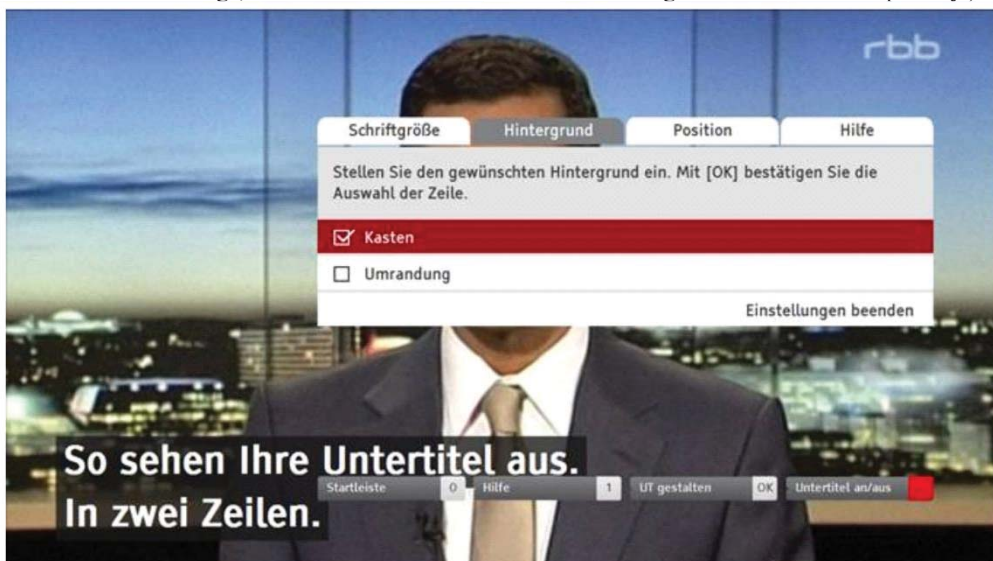 rbb
Schriftgröße Hintergrund Position Hilfe
Stellen Sie den gewünschten Hintergrund ein. Mit [OK] bestätigen Sie die
Auswahl der Zeile.
Kasten
Umrandung
Einstellungen beenden
So sehen Ihre Untertitel aus.
Startleiste 0 Hilfe 1 UT gestalten OK Untertitel an/aus
In zwei Zeilen.